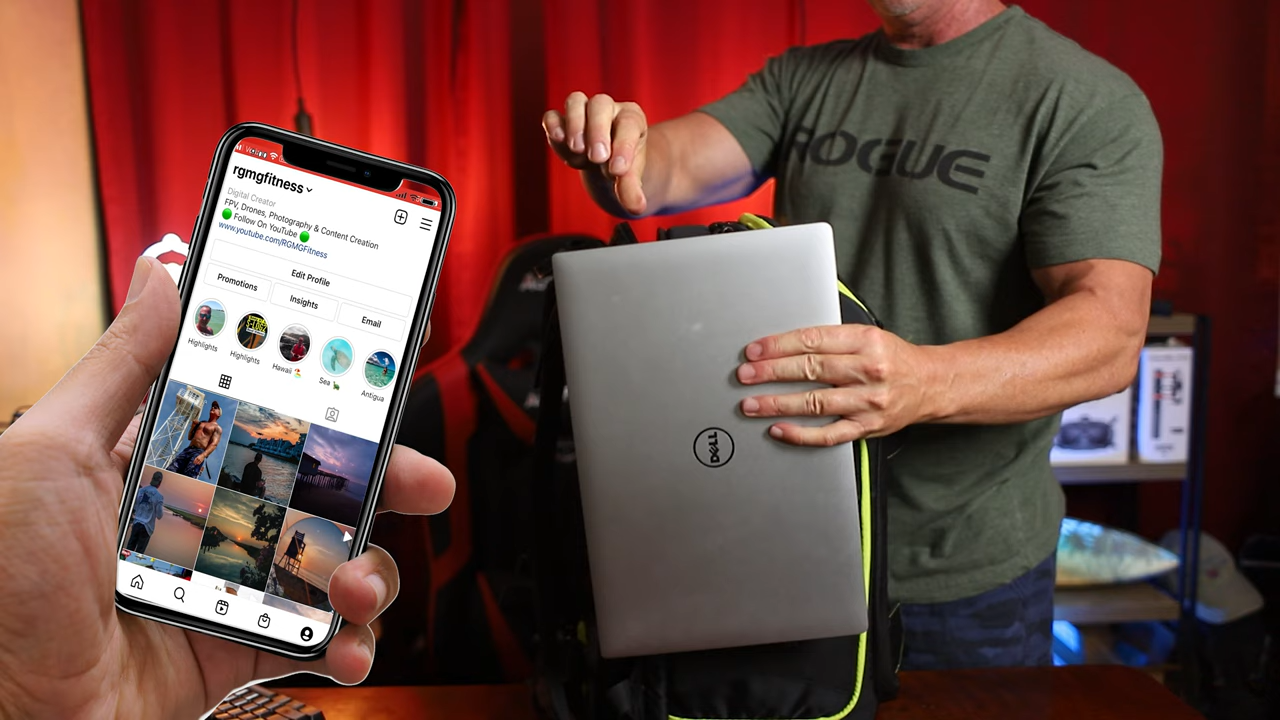 rgmgfitness
Digital Creator
FPV, Drones, Photography & Content Creation
🟢 Follow On YouTube 🟢
www.youtube.com/RGMGFitness
Edit Profile
Promotions
Insights
Email
Highlights
Highlights
Hawaii 🏖️
Sea 🐢
Antigua
ROGUE
DELL